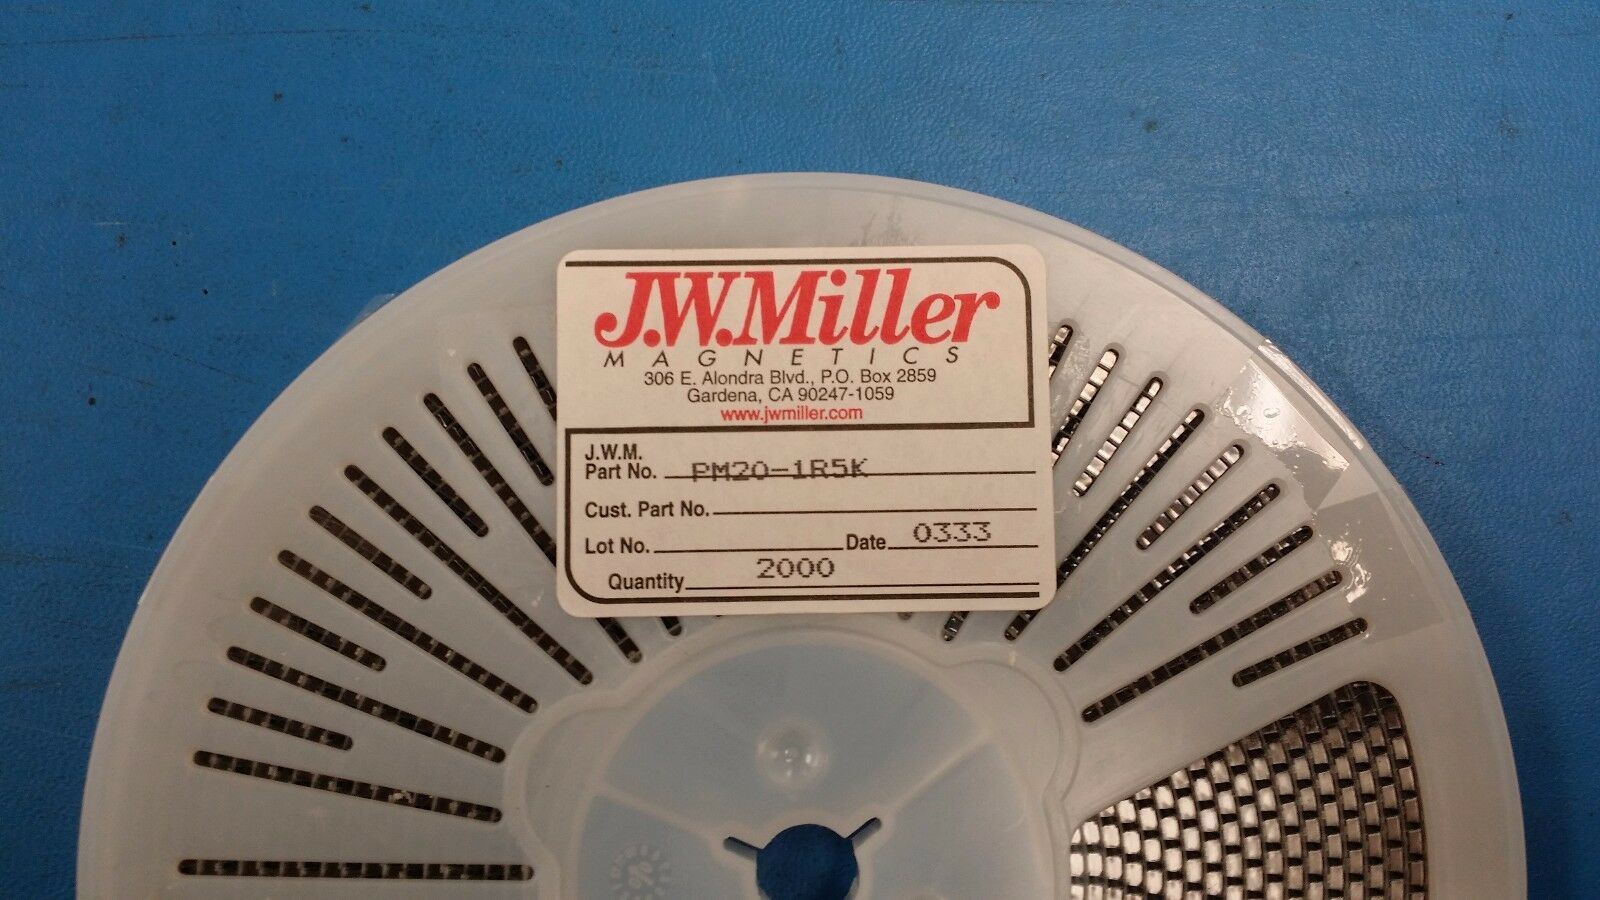 J.W.Miller
MAGNETICS
306 E. Alondra Blvd., P.O. Box 2859
Gardena, CA 90247-1059
www.jwmiller.com
J.W.M.
Part No. PM20-1R5K
Cust. Part No.
Lot No. Date 0333
Quantity 2000